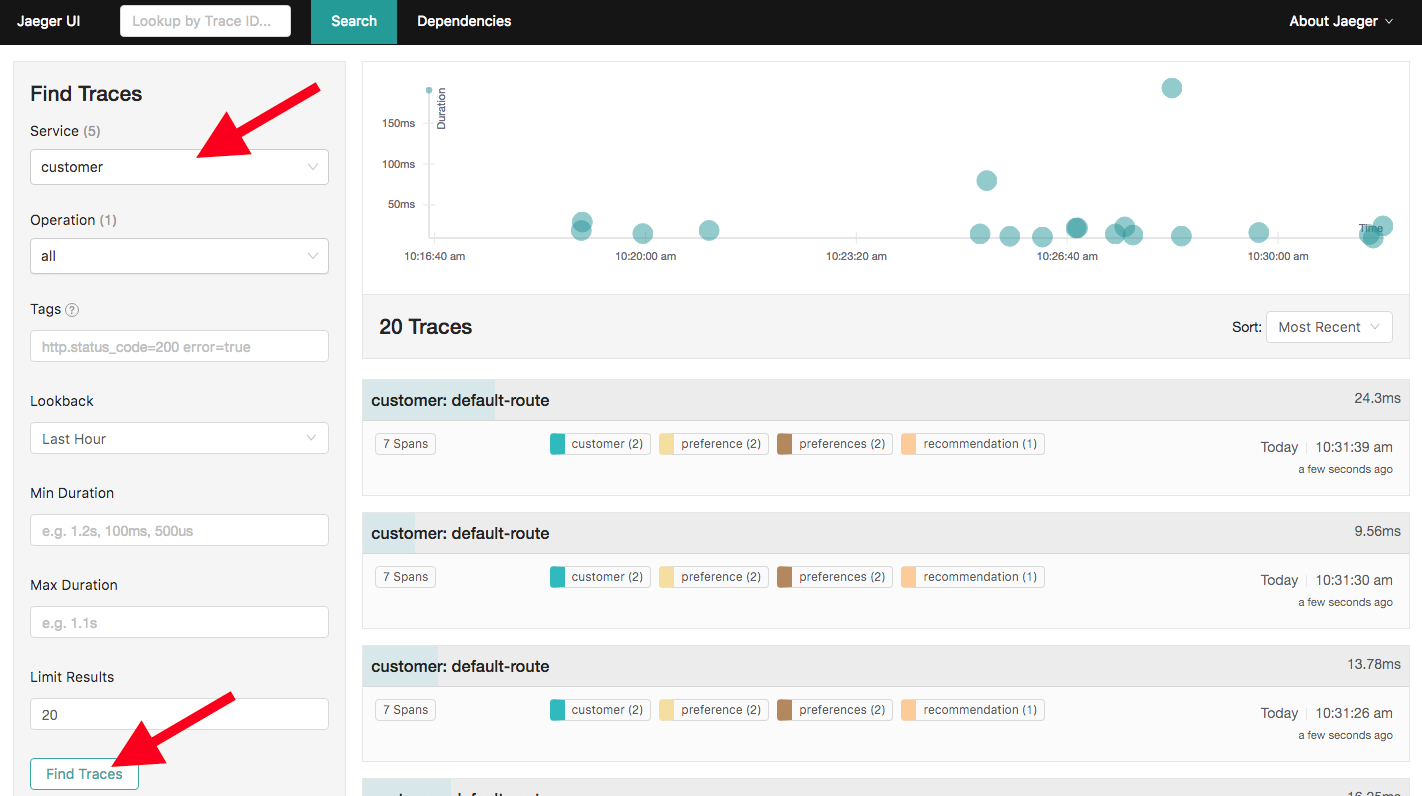 Jaeger UI
Lookup by Trace ID...
Search
Dependencies
About Jaeger
Find Traces
Service (5)
customer
Operation (1)
all
Tags ?
http.status_code=200 error=true
Lookback
Last Hour
Min Duration
e.g. 1.2s, 100ms, 500us
Max Duration
e.g. 1.1s
Limit Results
20
Find Traces
Duration
150ms
100ms
50ms
Time
10:16:40 am
10:20:00 am
10:23:20 am
10:26:40 am
10:30:00 am
20 Traces
Sort: Most Recent
customer: default-route
24.3ms
7 Spans
customer (2)
preference (2)
preferences (2)
recommendation (1)
Today
10:31:39 am
a few seconds ago
customer: default-route
9.56ms
7 Spans
customer (2)
preference (2)
preferences (2)
recommendation (1)
Today
10:31:30 am
a few seconds ago
customer: default-route
13.78ms
7 Spans
customer (2)
preference (2)
preferences (2)
recommendation (1)
Today
10:31:26 am
a few seconds ago